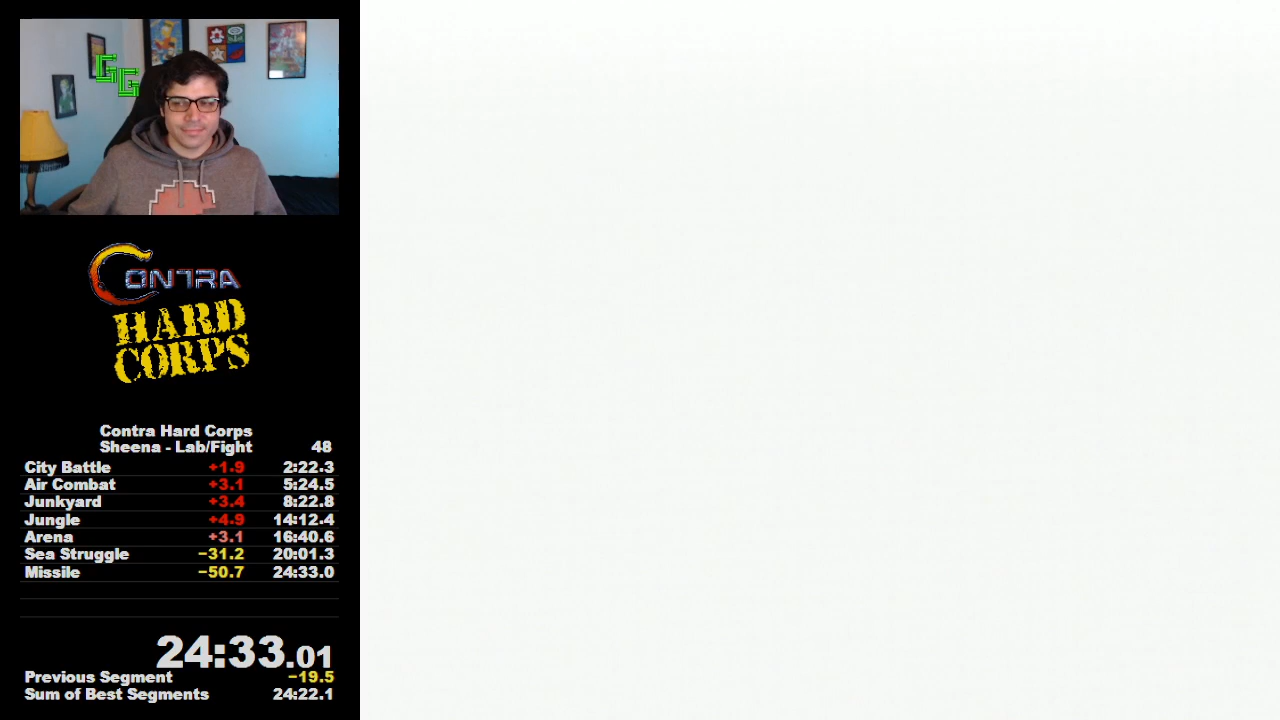 GG
CONTRA
HARD
CORPS
Contra Hard Corps
Sheena - Lab/Fight 48
City Battle +1.9 2:22.3
Air Combat +3.1 5:24.5
Junkyard +3.4 8:22.8
Jungle +4.9 14:12.4
Arena +3.1 16:40.6
Sea Struggle −31.2 20:01.3
Missile −50.7 24:33.0
24:33.01
Previous Segment −19.5
Sum of Best Segments 24:22.1